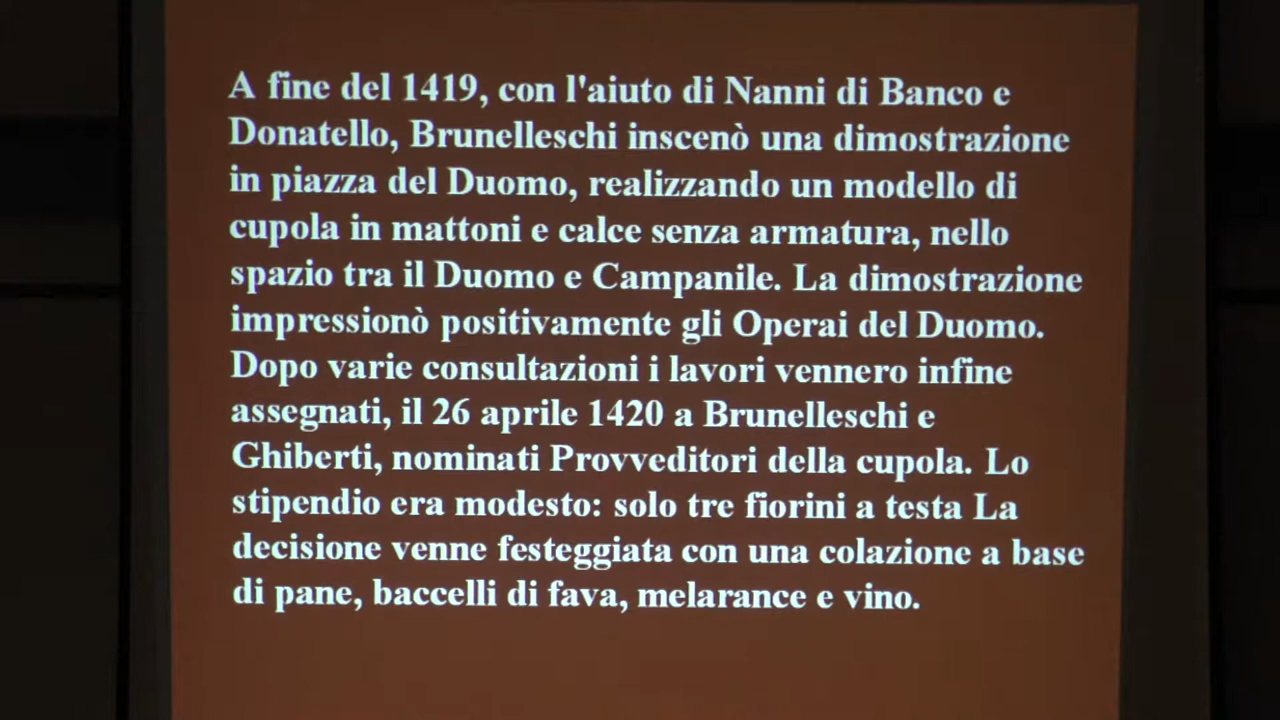 A fine del 1419, con l'aiuto di Nanni di Banco e
Donatello, Brunelleschi inscenò una dimostrazione
in piazza del Duomo, realizzando un modello di
cupola in mattoni e calce senza armatura, nello
spazio tra il Duomo e Campanile. La dimostrazione
impressionò positivamente gli Operai del Duomo.
Dopo varie consultazioni i lavori vennero infine
assegnati, il 26 aprile 1420 a Brunelleschi e
Ghiberti, nominati Provveditori della cupola. Lo
stipendio era modesto: solo tre fiorini a testa La
decisione venne festeggiata con una colazione a base
di pane, baccelli di fava, melarance e vino.